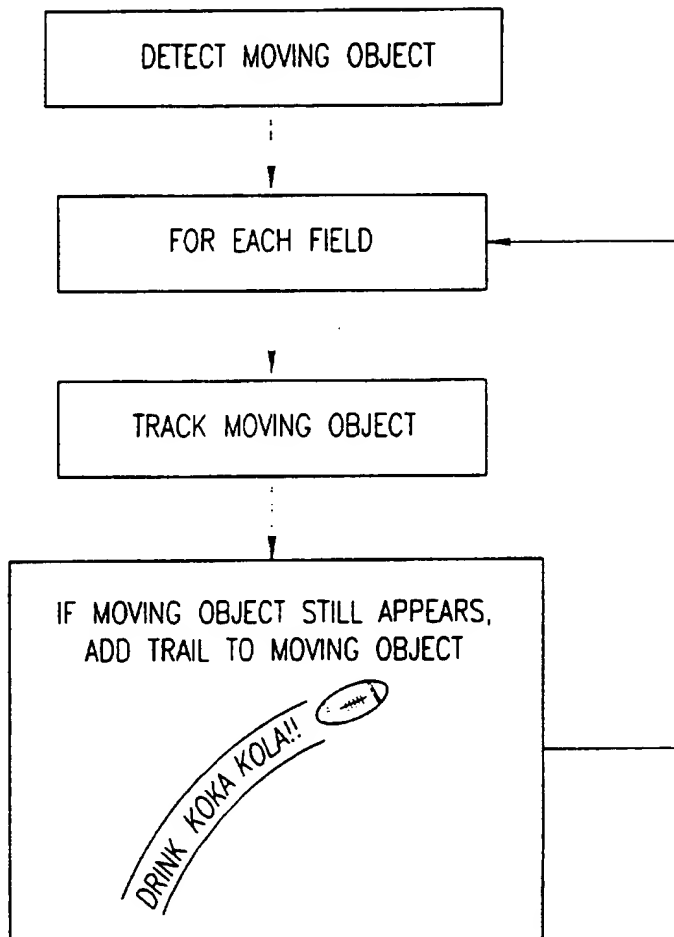 DETECT MOVING OBJECT
FOR EACH FIELD
TRACK MOVING OBJECT
IF MOVING OBJECT STILL APPEARS,
ADD TRAIL TO MOVING OBJECT
DRINK KOKA KOLA!!